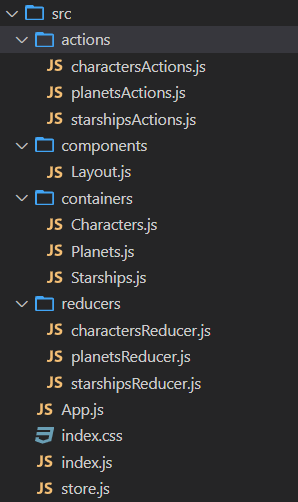 src
actions
JS charactersActions.js
JS planetsActions.js
JS starshipsActions.js
components
JS Layout.js
containers
JS Characters.js
JS Planets.js
JS Starships.js
reducers
JS charactersReducer.js
JS planetsReducer.js
JS starshipsReducer.js
JS App.js
index.css
JS index.js
JS store.js